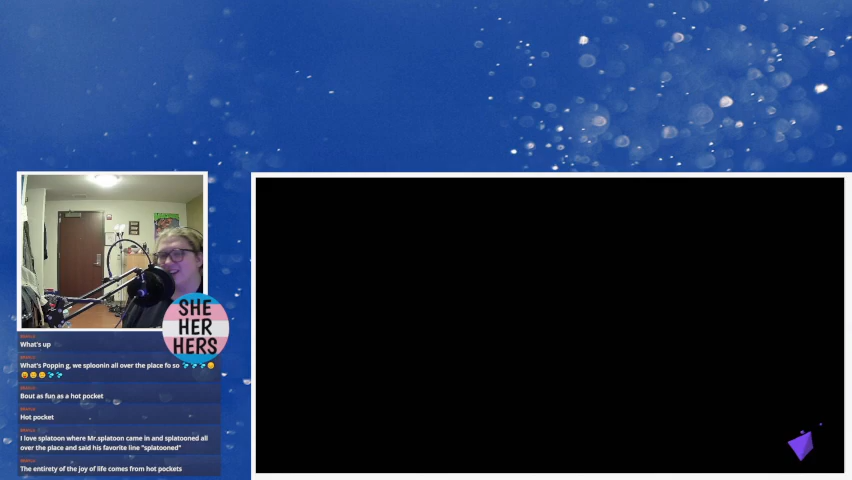 SHE
HER
HERS
What's up
What's Poppin g, we sploonin all over the place fo so
Bout as fun as a hot pocket
Hot pocket
I love splatoon where Mr.splatoon came in and splatooned all
over the place and said his favorite line "splatooned"
The entirety of the joy of life comes from hot pockets